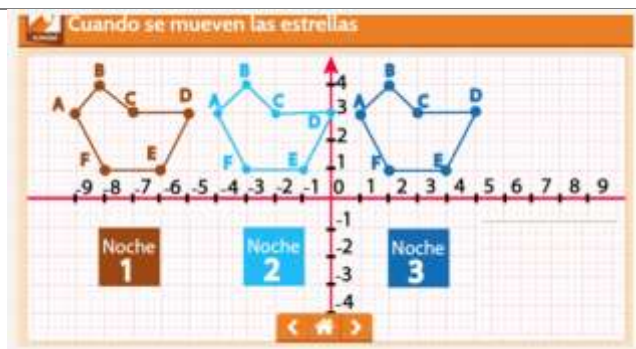 Cuando se mueven las estrellas
B B 4 B
A C D A C D 3 A C D
2
F E F E 1 F E
-9 -8 -7 -6 -5 -4 -3 -2 -1 0 1 2 3 4 5 6 7 8 9
-1
Noche 1
Noche 2
Noche 3
-2
-3
-4